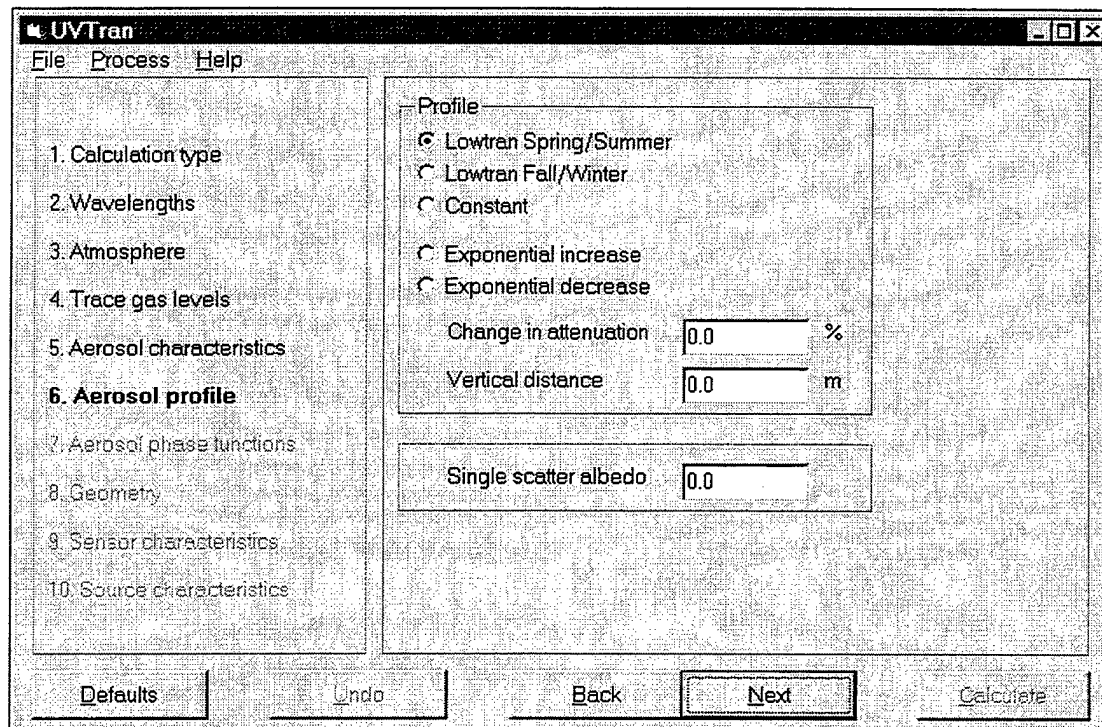 UVTran
File Process Help
1. Calculation type
2. Wavelengths
3. Atmosphere
4. Trace gas levels
5. Aerosol characteristics
6. Aerosol profile
7. Aerosol phase functions
8. Geometry
9. Sensor characteristics
10. Source characteristics
Profile
Lowtran Spring/Summer
Lowtran Fall/Winter
Constant
Exponential increase
Exponential decrease
Change in attenuation 0.0 %
Vertical distance 0.0 m
Single scatter albedo 0.0
Defaults Undo Back Next Calculate